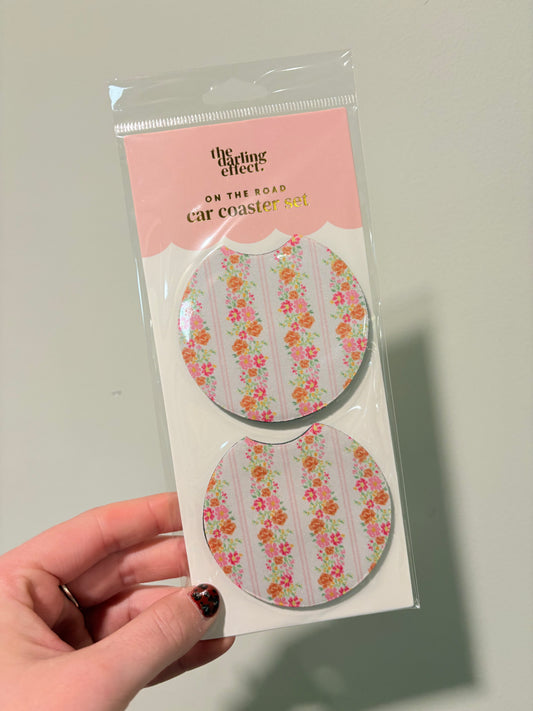 the
darling
effect.
ON THE ROAD
car coaster set